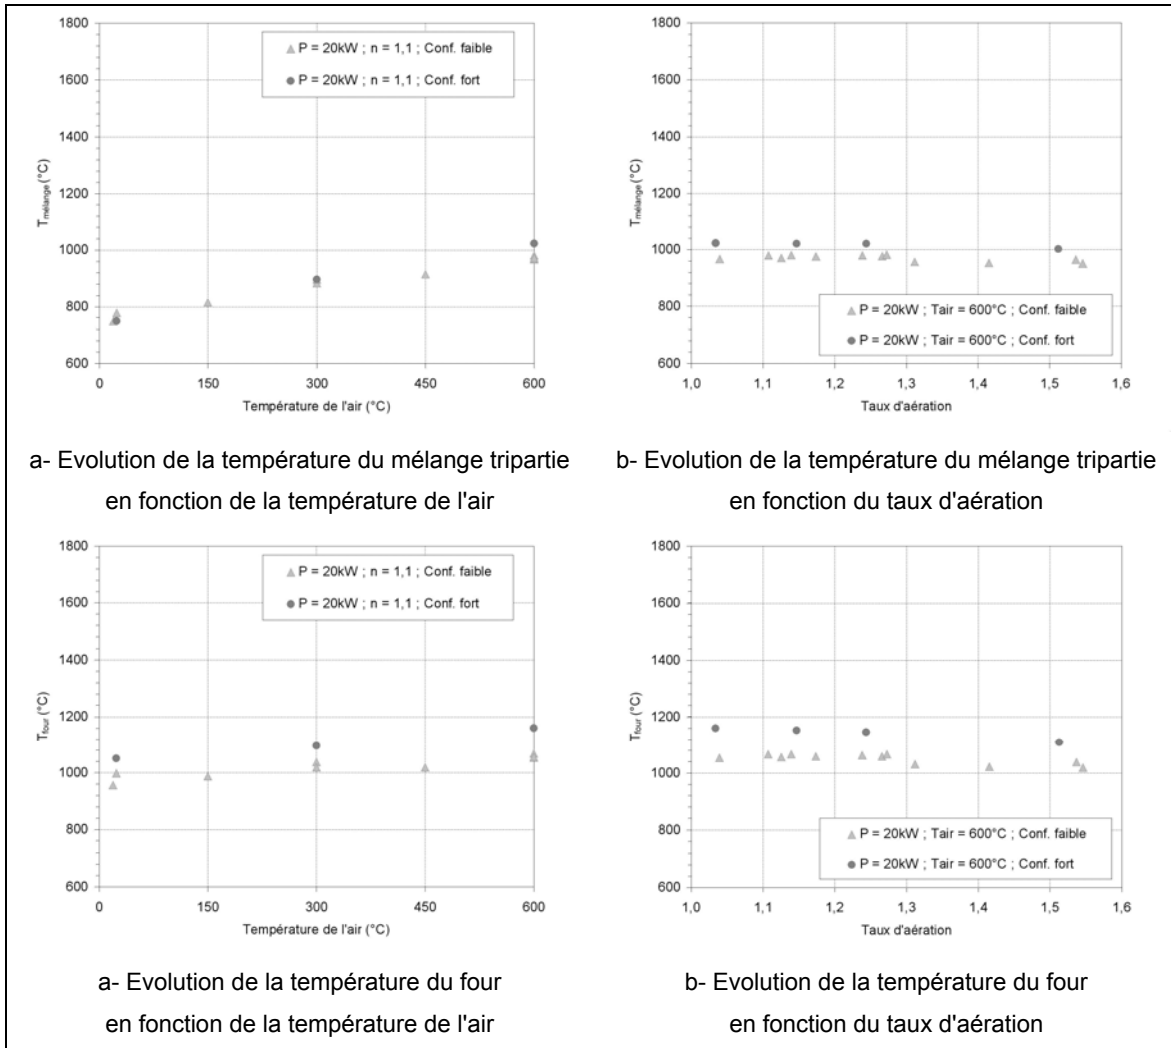 1800
1600
1400
1200
1000
800
600
T mélange (°C)
P = 20kW ; n = 1,1 ; Conf. faible
P = 20kW ; n = 1,1 ; Conf. fort
0 150 300 450 600
Température de l'air (°C)
1800
1600
1400
1200
1000
800
600
T mélange (°C)
P = 20kW ; Tair = 600°C ; Conf. faible
P = 20kW ; Tair = 600°C ; Conf. fort
1,0 1,1 1,2 1,3 1,4 1,5 1,6
Taux d'aération
a- Evolution de la température du mélange tripartie
en fonction de la température de l'air
b- Evolution de la température du mélange tripartie
en fonction du taux d'aération
1800
1600
1400
1200
1000
800
600
T four (°C)
P = 20kW ; n = 1,1 ; Conf. faible
P = 20kW ; n = 1,1 ; Conf. fort
0 150 300 450 600
Température de l'air (°C)
1800
1600
1400
1200
1000
800
600
T four (°C)
P = 20kW ; Tair = 600°C ; Conf. faible
P = 20kW ; Tair = 600°C ; Conf. fort
1,0 1,1 1,2 1,3 1,4 1,5 1,6
Taux d'aération
a- Evolution de la température du four
en fonction de la température de l'air
b- Evolution de la température du four
en fonction du taux d'aération